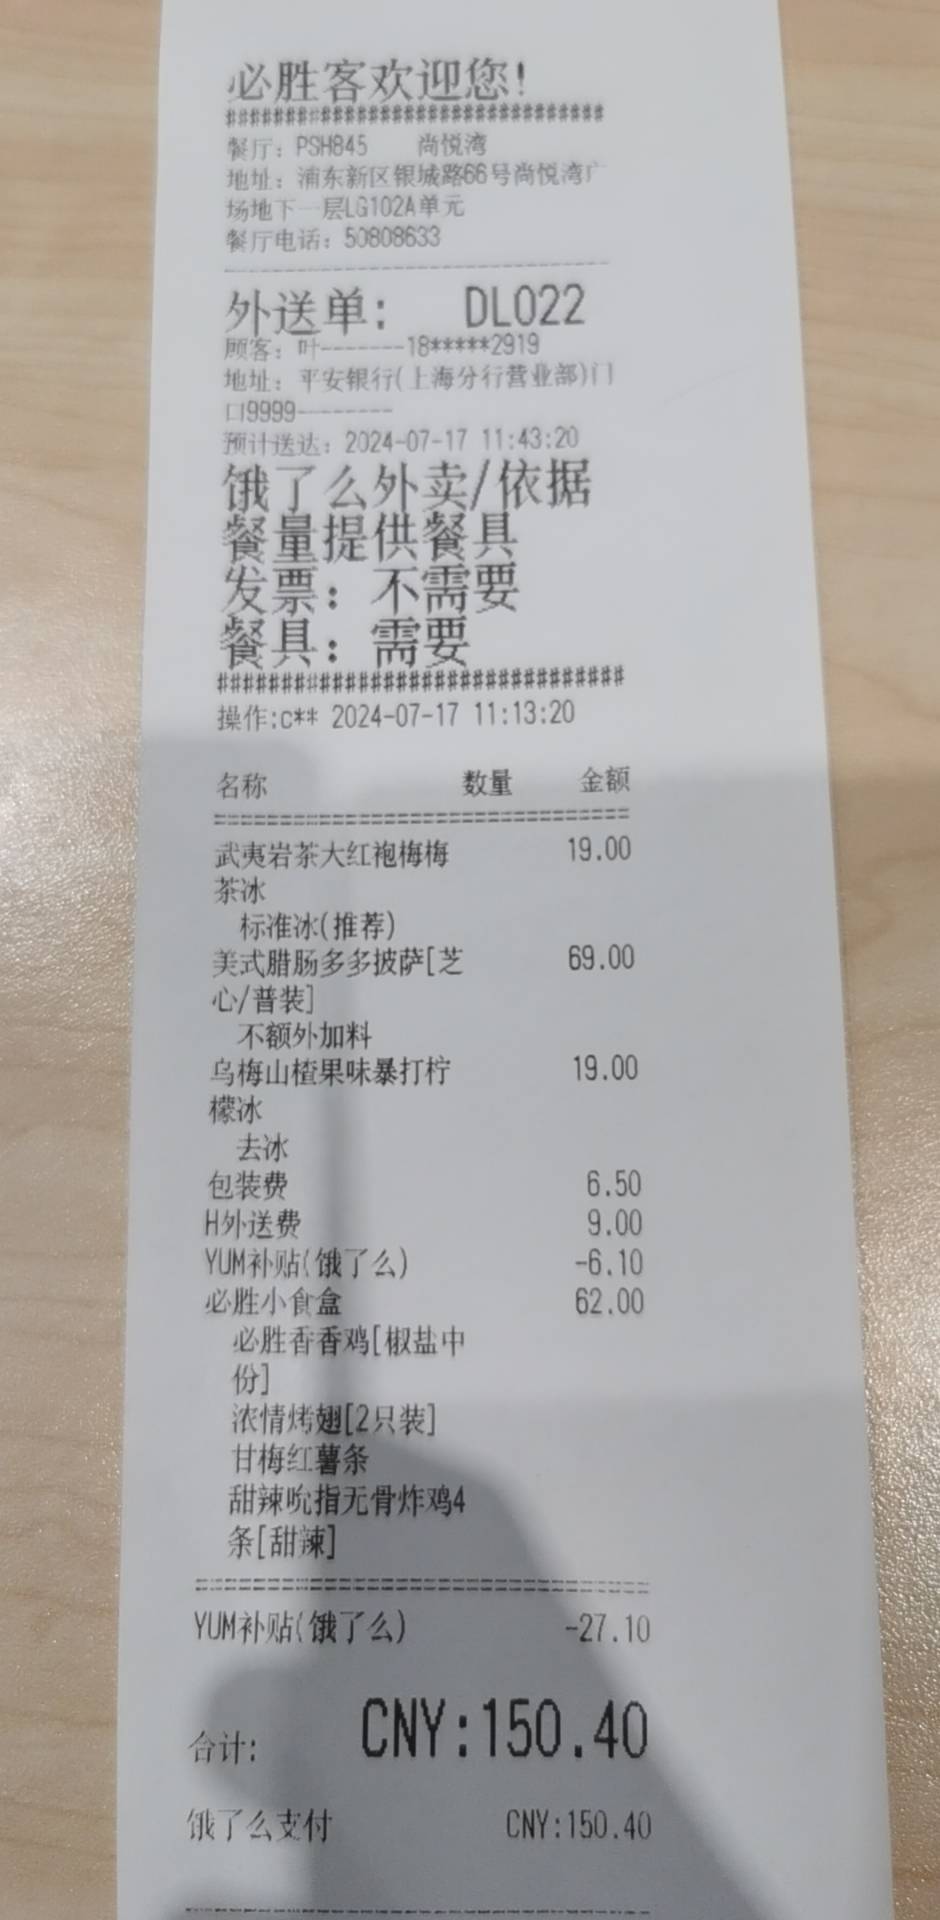 必胜客欢迎您!
################################
餐厅: PSH845 尚悦湾
地址: 浦东新区银城路66号尚悦湾广
场地下一层LG102A单元
餐厅电话: 50808633
--------------------------------
外送单: DL022
顾客: 叶-------18*****2919
地址: 平安银行(上海分行营业部)门
口9999--------
预计送达: 2024-07-17 11:43:20
饿了么外卖/依据
餐量提供餐具
发票: 不需要
餐具: 需要
################################
操作:c** 2024-07-17 11:13:20
名称 数量 金额
================================
武夷岩茶大红袍梅梅 19.00
茶冰
标准冰(推荐)
美式腊肠多多披萨[芝 69.00
心/普装]
不额外加料
乌梅山楂果味暴打柠 19.00
檬冰
去冰
包装费 6.50
H外送费 9.00
YUM补贴(饿了么) -6.10
必胜小食盒 62.00
必胜香香鸡[椒盐中
份]
浓情烤翅[2只装]
甘梅红薯条
甜辣吮指无骨炸鸡4
条[甜辣]
================================
YUM补贴(饿了么) -27.10
合计: CNY:150.40
饿了么支付 CNY:150.40